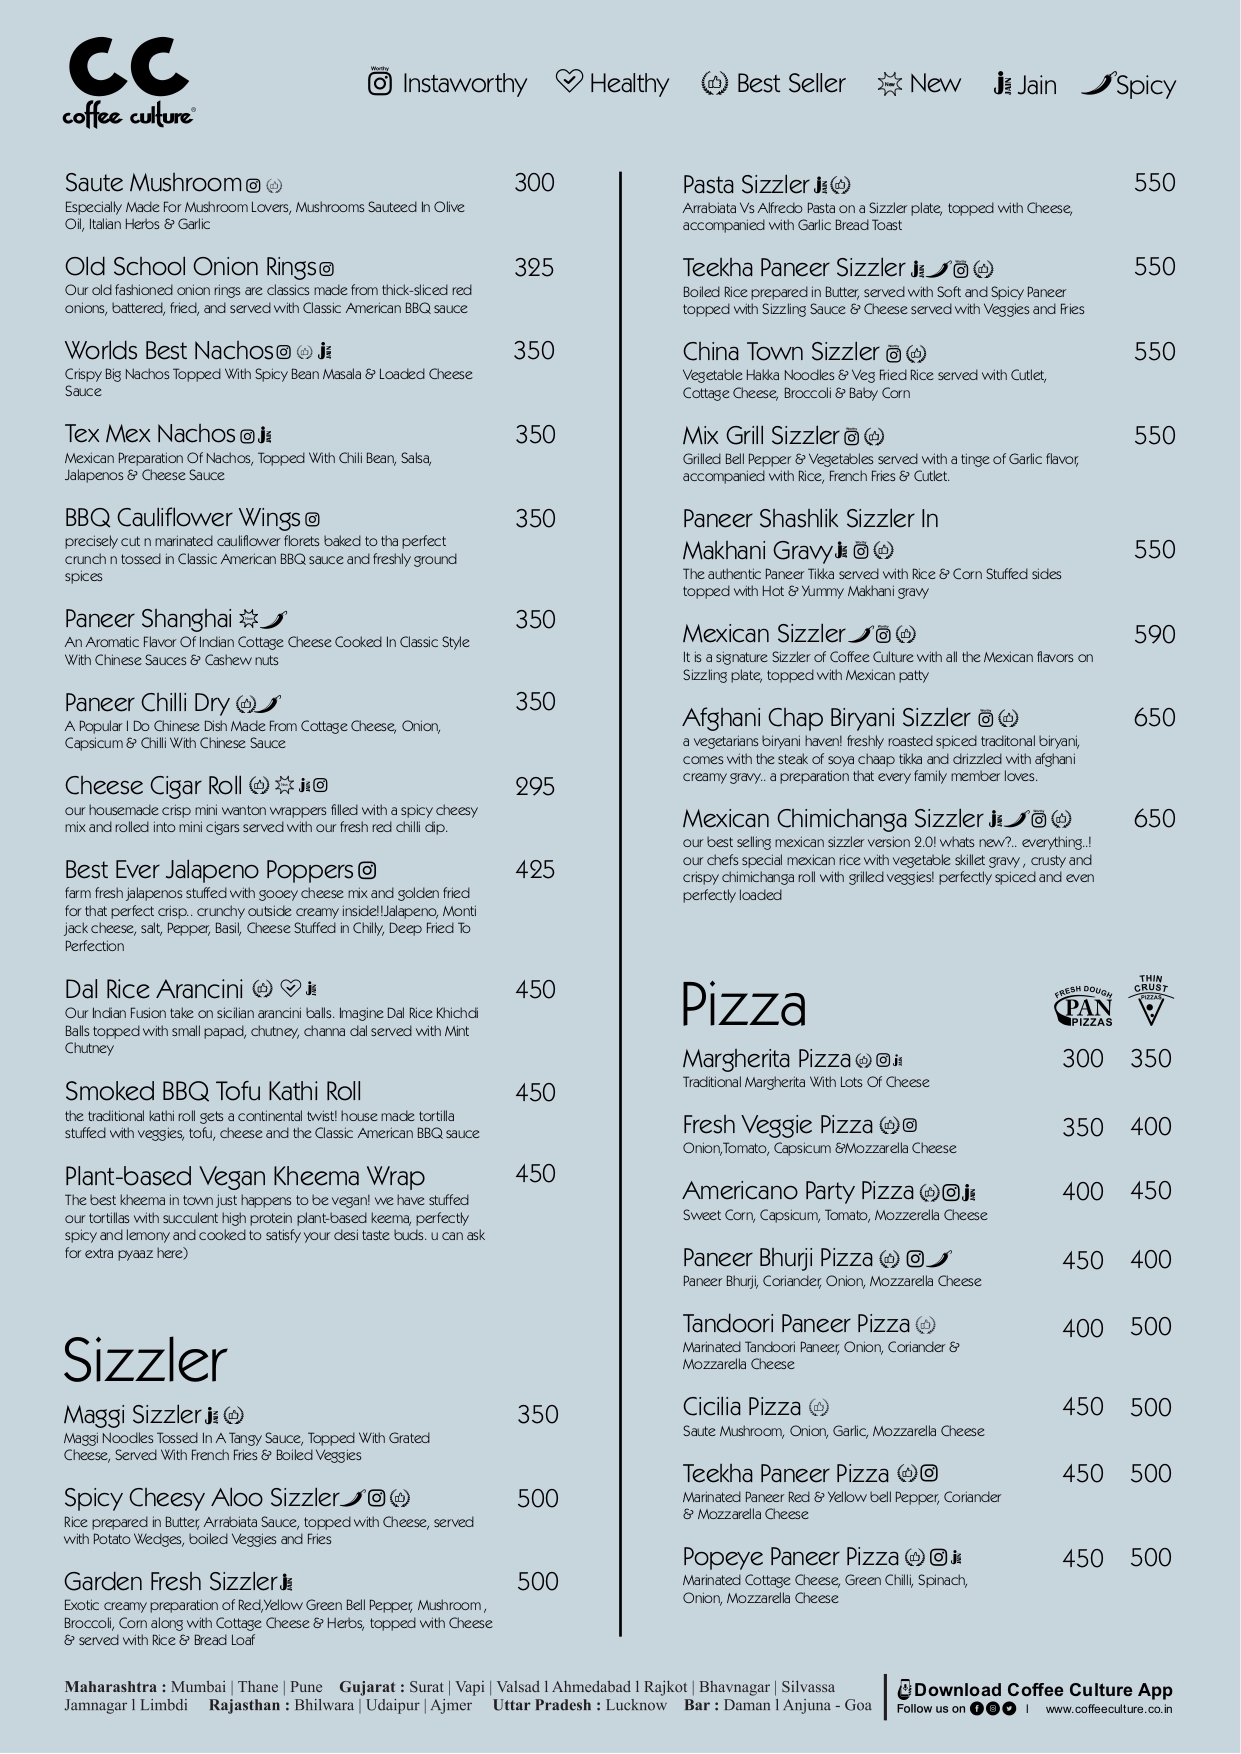 CC
coffee culture®
Worthy
Instaworthy
Healthy
Best Seller
New New
JAIN Jain
Spicy
Saute Mushroom 300
Especially Made For Mushroom Lovers, Mushrooms Sauteed In Olive
Oil, Italian Herbs & Garlic
Old School Onion Rings 325
Our old fashioned onion rings are classics made from thick-sliced red
onions, battered, fried, and served with Classic American BBQ sauce
Worlds Best Nachos 350
Crispy Big Nachos Topped With Spicy Bean Masala & Loaded Cheese
Sauce
Tex Mex Nachos 350
Mexican Preparation Of Nachos, Topped With Chili Bean, Salsa,
Jalapenos & Cheese Sauce
BBQ Cauliflower Wings 350
precisely cut n marinated cauliflower florets baked to tha perfect
crunch n tossed in Classic American BBQ sauce and freshly ground
spices
Paneer Shanghai 350
An Aromatic Flavor Of Indian Cottage Cheese Cooked In Classic Style
With Chinese Sauces & Cashew nuts
Paneer Chilli Dry 350
A Popular I Do Chinese Dish Made From Cottage Cheese, Onion,
Capsicum & Chilli With Chinese Sauce
Cheese Cigar Roll 295
our housemade crisp mini wanton wrappers filled with a spicy cheesy
mix and rolled into mini cigars served with our fresh red chilli dip.
Best Ever Jalapeno Poppers 425
farm fresh jalapenos stuffed with gooey cheese mix and golden fried
for that perfect crisp.. crunchy outside creamy inside!!Jalapeno, Monti
jack cheese, salt, Pepper, Basil, Cheese Stuffed in Chilly, Deep Fried To
Perfection
Dal Rice Arancini 450
Our Indian Fusion take on sicilian arancini balls. Imagine Dal Rice Khichdi
Balls topped with small papad, chutney, channa dal served with Mint
Chutney
Smoked BBQ Tofu Kathi Roll 450
the traditional kathi roll gets a continental twist! house made tortilla
stuffed with veggies, tofu, cheese and the Classic American BBQ sauce
Plant-based Vegan Kheema Wrap 450
The best kheema in town just happens to be vegan! we have stuffed
our tortillas with succulent high protein plant-based keema, perfectly
spicy and lemony and cooked to satisfy your desi taste buds. u can ask
for extra pyaaz here)
Sizzler
Maggi Sizzler 350
Maggi Noodles Tossed In A Tangy Sauce, Topped With Grated
Cheese, Served With French Fries & Boiled Veggies
Spicy Cheesy Aloo Sizzler 500
Rice prepared in Butter, Arrabiata Sauce, topped with Cheese, served
with Potato Wedges, boiled Veggies and Fries
Garden Fresh Sizzler 500
Exotic creamy preparation of Red,Yellow Green Bell Pepper, Mushroom ,
Broccoli, Corn along with Cottage Cheese & Herbs, topped with Cheese
& served with Rice & Bread Loaf
Pasta Sizzler 550
Arrabiata Vs Alfredo Pasta on a Sizzler plate, topped with Cheese,
accompanied with Garlic Bread Toast
Teekha Paneer Sizzler 550
Boiled Rice prepared in Butter, served with Soft and Spicy Paneer
topped with Sizzling Sauce & Cheese served with Veggies and Fries
China Town Sizzler 550
Vegetable Hakka Noodles & Veg Fried Rice served with Cutlet,
Cottage Cheese, Broccoli & Baby Corn
Mix Grill Sizzler 550
Grilled Bell Pepper & Vegetables served with a tinge of Garlic flavor,
accompanied with Rice, French Fries & Cutlet.
Paneer Shashlik Sizzler In
Makhani Gravy 550
The authentic Paneer Tikka served with Rice & Corn Stuffed sides
topped with Hot & Yummy Makhani gravy
Mexican Sizzler 590
It is a signature Sizzler of Coffee Culture with all the Mexican flavors on
Sizzling plate, topped with Mexican patty
Afghani Chap Biryani Sizzler 650
a vegetarians biryani haven! freshly roasted spiced traditonal biryani,
comes with the steak of soya chaap tikka and drizzled with afghani
creamy gravy.. a preparation that every family member loves.
Mexican Chimichanga Sizzler 650
our best selling mexican sizzler version 2.0! whats new?.. everything..!
our chefs special mexican rice with vegetable skillet gravy , crusty and
crispy chimichanga roll with grilled veggies! perfectly spiced and even
perfectly loaded
Pizza
FRESH DOUGH
PAN
PIZZAS
THIN
CRUST
PIZZAS
Margherita Pizza 300 350
Traditional Margherita With Lots Of Cheese
Fresh Veggie Pizza 350 400
Onion,Tomato, Capsicum &Mozzarella Cheese
Americano Party Pizza 400 450
Sweet Corn, Capsicum, Tomato, Mozzerella Cheese
Paneer Bhurji Pizza 450 400
Paneer Bhurji, Coriander, Onion, Mozzarella Cheese
Tandoori Paneer Pizza 400 500
Marinated Tandoori Paneer, Onion, Coriander &
Mozzarella Cheese
Cicilia Pizza 450 500
Saute Mushroom, Onion, Garlic, Mozzarella Cheese
Teekha Paneer Pizza 450 500
Marinated Paneer Red & Yellow bell Pepper, Coriander
& Mozzarella Cheese
Popeye Paneer Pizza 450 500
Marinated Cottage Cheese, Green Chilli, Spinach,
Onion, Mozzarella Cheese
Maharashtra : Mumbai | Thane | Pune Gujarat : Surat | Vapi | Valsad l Ahmedabad l Rajkot | Bhavnagar | Silvassa
Jamnagar l Limbdi Rajasthan : Bhilwara | Udaipur | Ajmer Uttar Pradesh : Lucknow Bar : Daman l Anjuna - Goa
Download Coffee Culture App
Follow us on | www.coffeeculture.co.in